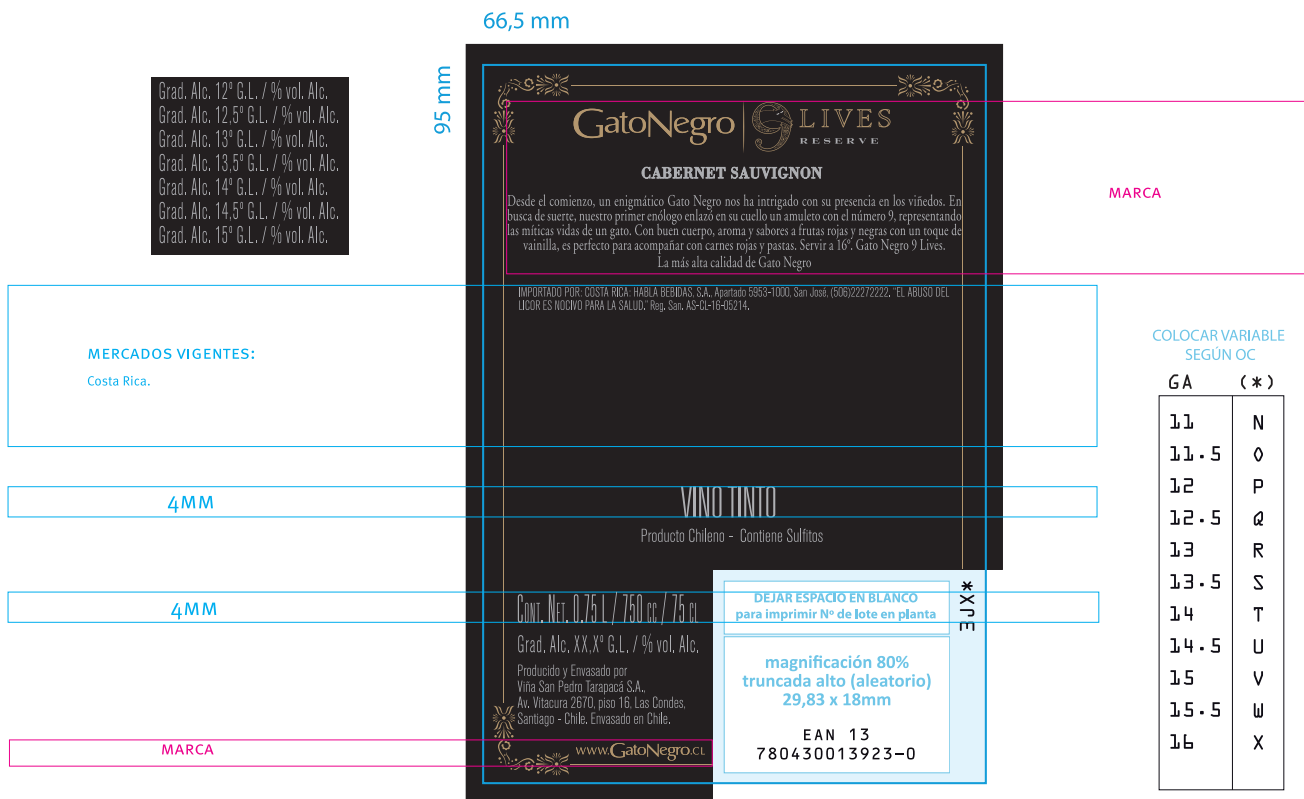 66,5 mm
95 mm
Grad. Alc. 12º G.L. / % vol. Alc.
Grad. Alc. 12,5º G.L. / % vol. Alc.
Grad. Alc. 13º G.L. / % vol. Alc.
Grad. Alc. 13,5º G.L. / % vol. Alc.
Grad. Alc. 14º G.L. / % vol. Alc.
Grad. Alc. 14,5º G.L. / % vol. Alc.
Grad. Alc. 15º G.L. / % vol. Alc.
GatoNegro 9 LIVES
RESERVE
CABERNET SAUVIGNON
Desde el comienzo, un enigmático Gato Negro nos ha intrigado con su presencia en los viñedos. En
busca de suerte, nuestro primer enólogo enlazó en su cuello un amuleto con el número 9, representando
las míticas vidas de un gato. Con buen cuerpo, aroma y sabores a frutas rojas y negras con un toque de
vainilla, es perfecto para acompañar con carnes rojas y pastas. Servir a 16º. Gato Negro 9 Lives.
La más alta calidad de Gato Negro
MARCA
IMPORTADO POR: COSTA RICA: HABLA BEBIDAS, S.A., Apartado 5953-1000, San José, (506)22272222. "EL ABUSO DEL
LICOR ES NOCIVO PARA LA SALUD." Reg. San. AS-CL-16-05214.
MERCADOS VIGENTES:
Costa Rica.
4MM
VINO TINTO
Producto Chileno - Contiene Sulfitos
4MM
CONT. NET. 0.75 L / 750 CC / 75 CL
Grad. Alc. XX,Xº G.L. / % vol. Alc.
Producido y Envasado por
Viña San Pedro Tarapacá S.A.,
Av. Vitacura 2670, piso 16, Las Condes,
Santiago - Chile. Envasado en Chile.
MARCA
www.GatoNegro.CL
DEJAR ESPACIO EN BLANCO
para imprimir Nº de lote en planta
3JX*
magnificación 80%
truncada alto (aleatorio)
29,83 x 18mm
EAN 13
780430013923-0
COLOCAR VARIABLE
SEGÚN OC
GA (*)
11 N
11.5 O
12 P
12.5 Q
13 R
13.5 S
14 T
14.5 U
15 V
15.5 W
16 X